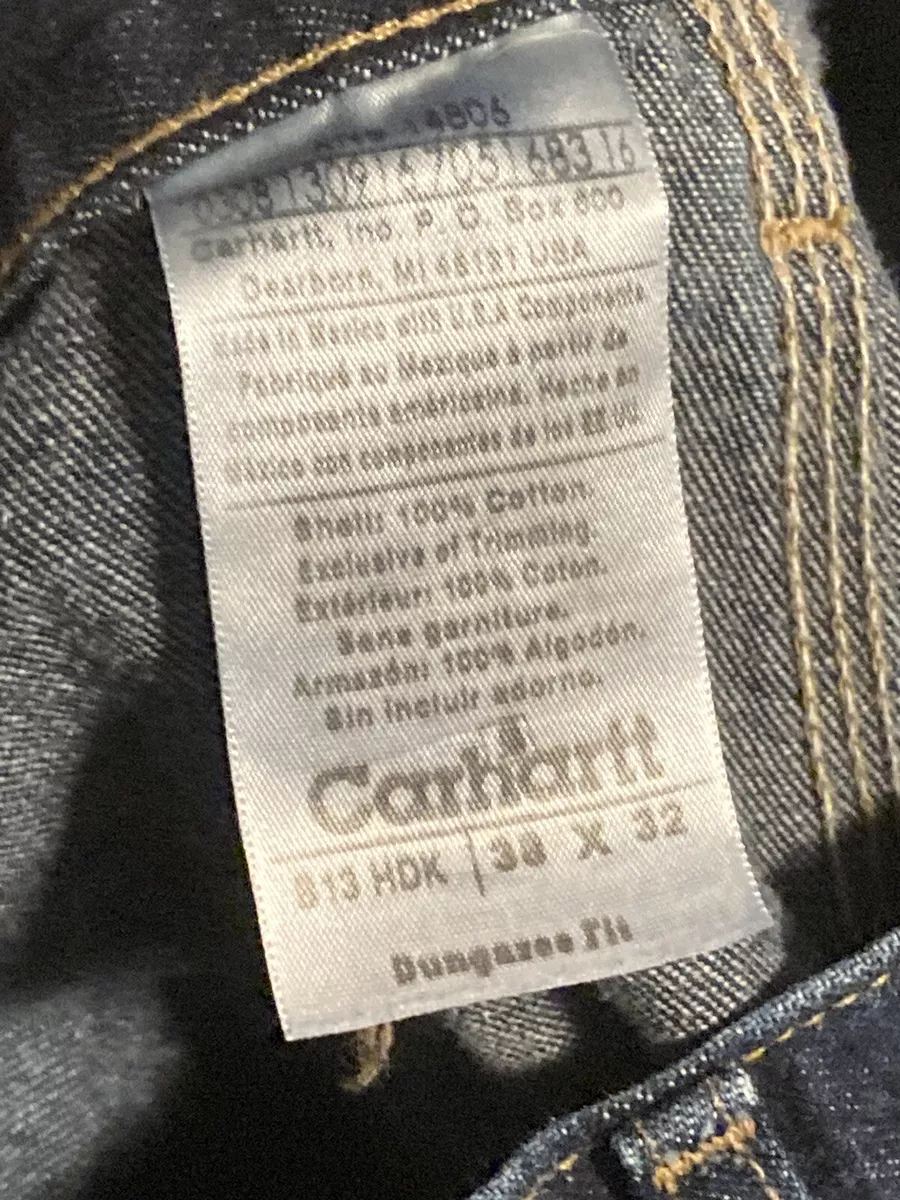 14806
Carhartt, Inc. P.O. Box 600
Dearborn, MI 48121 USA
Made in Mexico with U.S.A Components
Fabriqué au Mexique à partir de
composants américains. Hecho en
México con componentes de los EE UU.
Shell: 100% Cotton.
Exclusive of Trimming.
Extérieur: 100% Coton.
Sans garniture.
Armazón: 100% Algodón.
Sin incluir adorno.
Carhartt
B13 HDK 38 X 32
Dungaree Fit